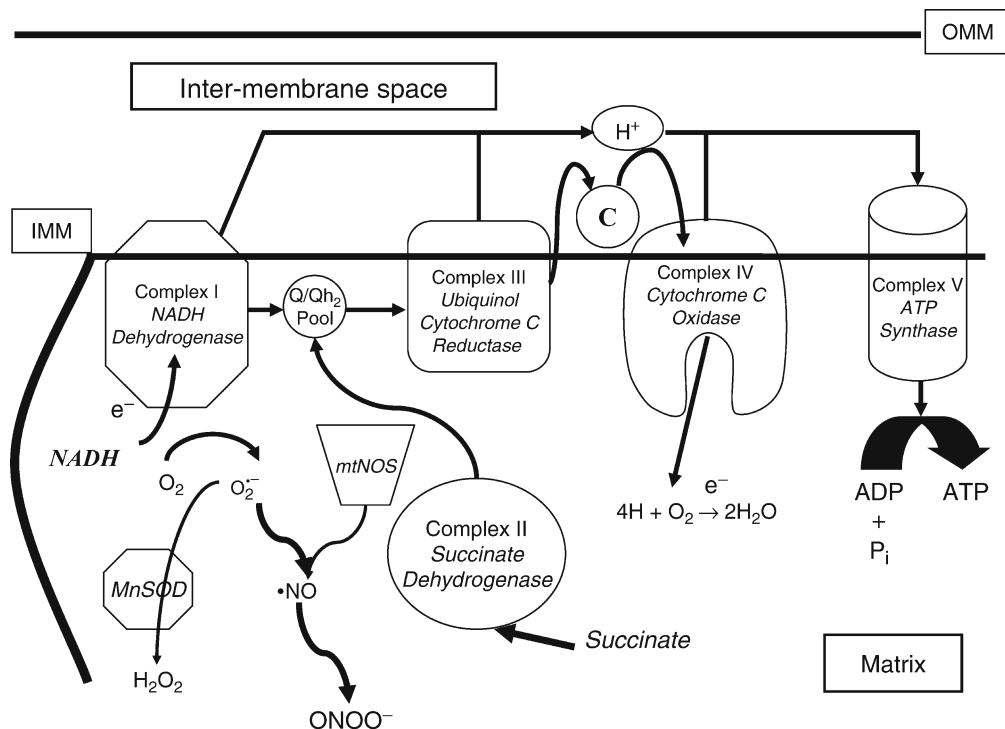 OMM
Inter-membrane space
H⁺
C
IMM
Complex I
NADH
Dehydrogenase
Q/Qh₂
Pool
Complex III
Ubiquinol
Cytochrome C
Reductase
Complex IV
Cytochrome C
Oxidase
Complex V
ATP
Synthase
e⁻
NADH
O₂
O₂•⁻
mtNOS
MnSOD
•NO
H₂O₂
ONOO⁻
Complex II
Succinate
Dehydrogenase
Succinate
e⁻
4H + O₂ → 2H₂O
ADP
+
Pᵢ
ATP
Matrix